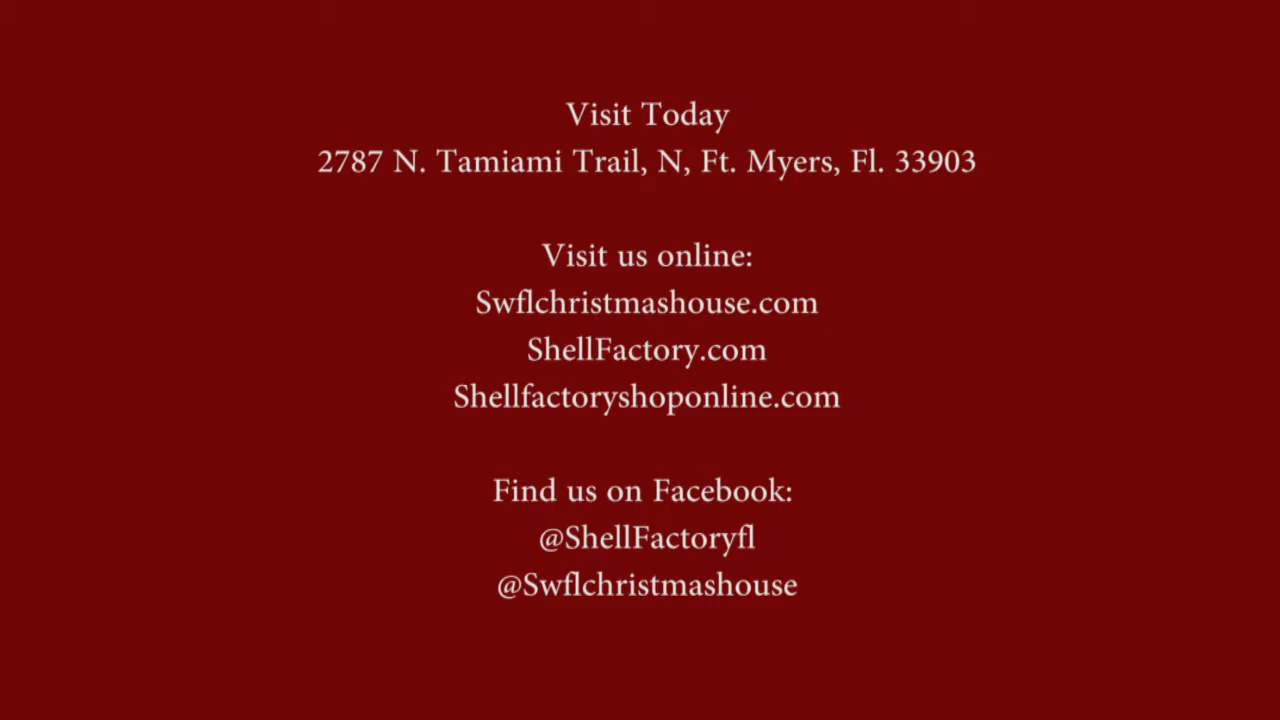 Visit Today
2787 N. Tamiami Trail, N, Ft. Myers, Fl. 33903
Visit us online:
Swflchristmashouse.com
ShellFactory.com
Shellfactoryshoponline.com
Find us on Facebook:
@ShellFactoryfl
@Swflchristmashouse